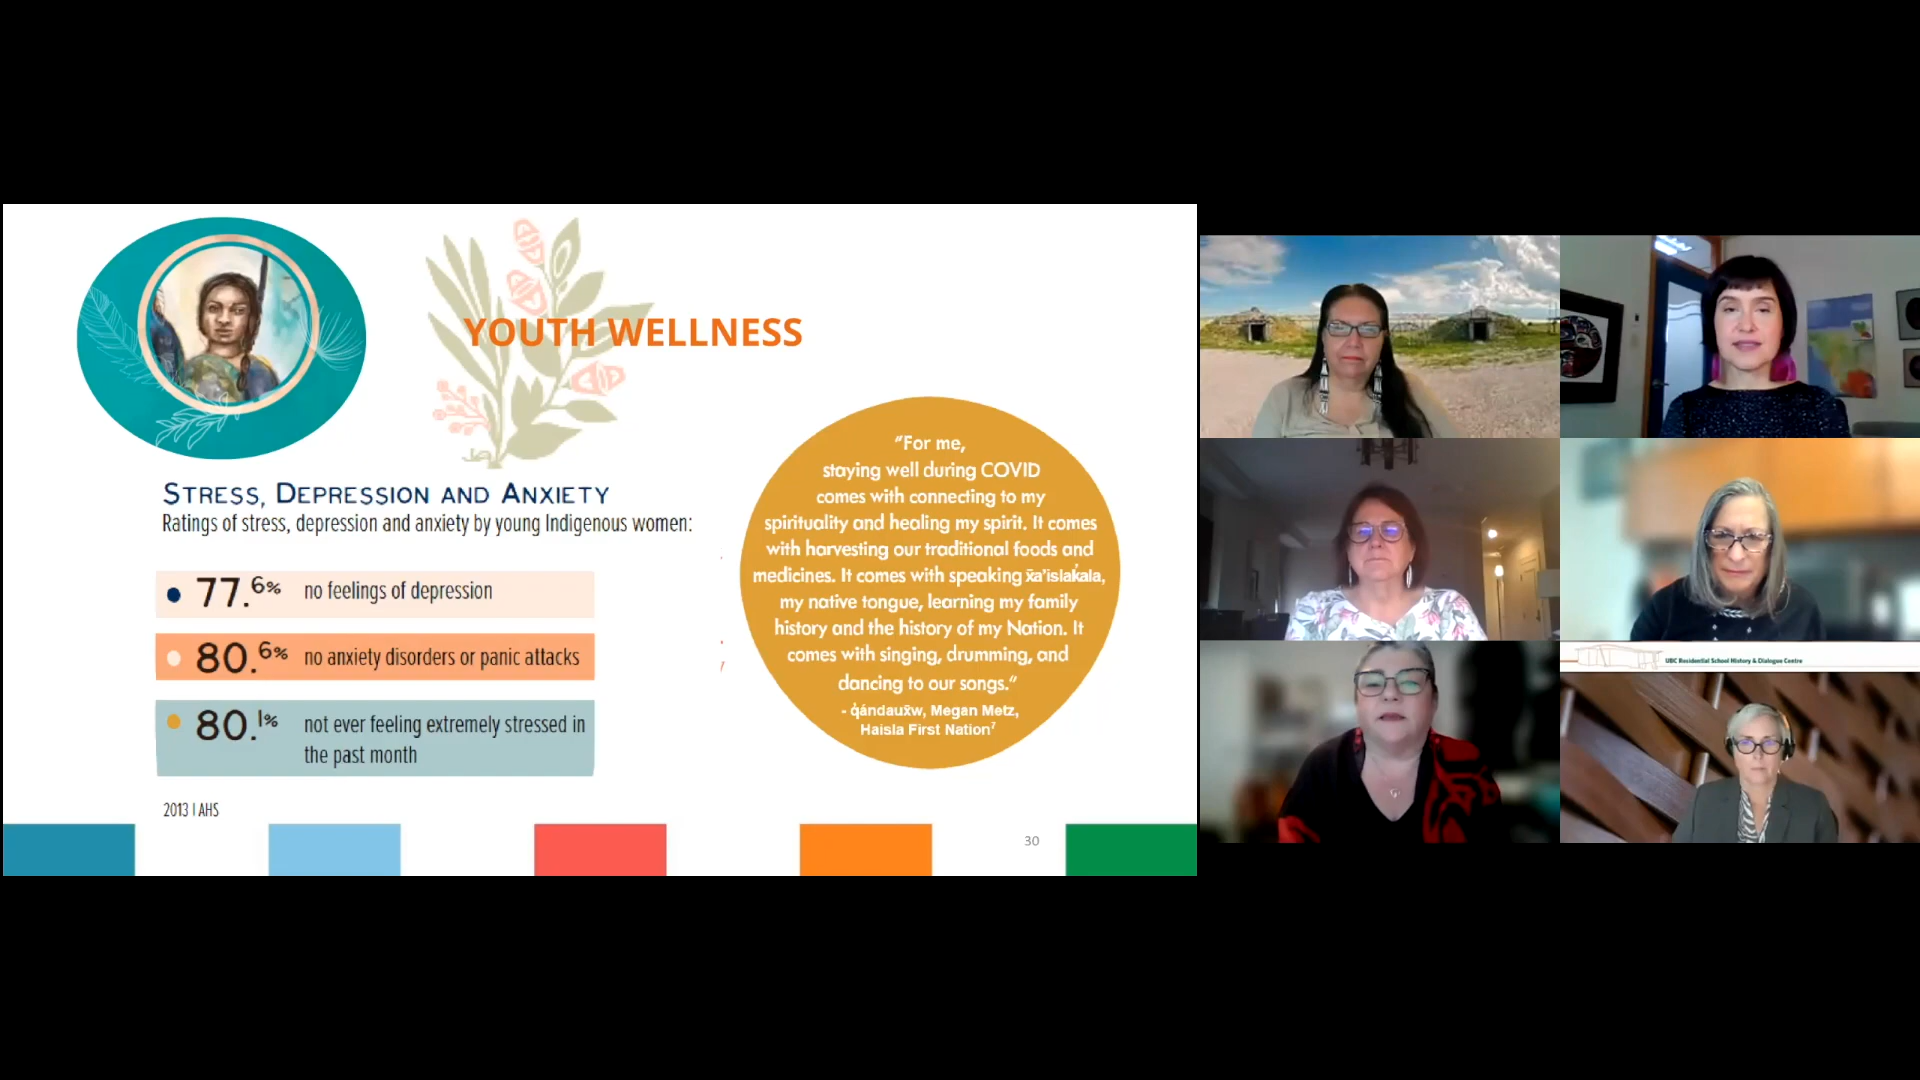 YOUTH WELLNESS
STRESS, DEPRESSION AND ANXIETY
Ratings of stress, depression and anxiety by young Indigenous women:
77.6% no feelings of depression
80.6% no anxiety disorders or panic attacks
80.1% not ever feeling extremely stressed in
the past month
2013 | AHS
“For me,
staying well during COVID
comes with connecting to my
spirituality and healing my spirit. It comes
with harvesting our traditional foods and
medicines. It comes with speaking x̄a’islak̓ala,
my native tongue, learning my family
history and the history of my Nation. It
comes with singing, drumming, and
dancing to our songs.”
- q̓ándaux̄w, Megan Metz,
Haisla First Nation7
30
UBC Residential School History & Dialogue Centre